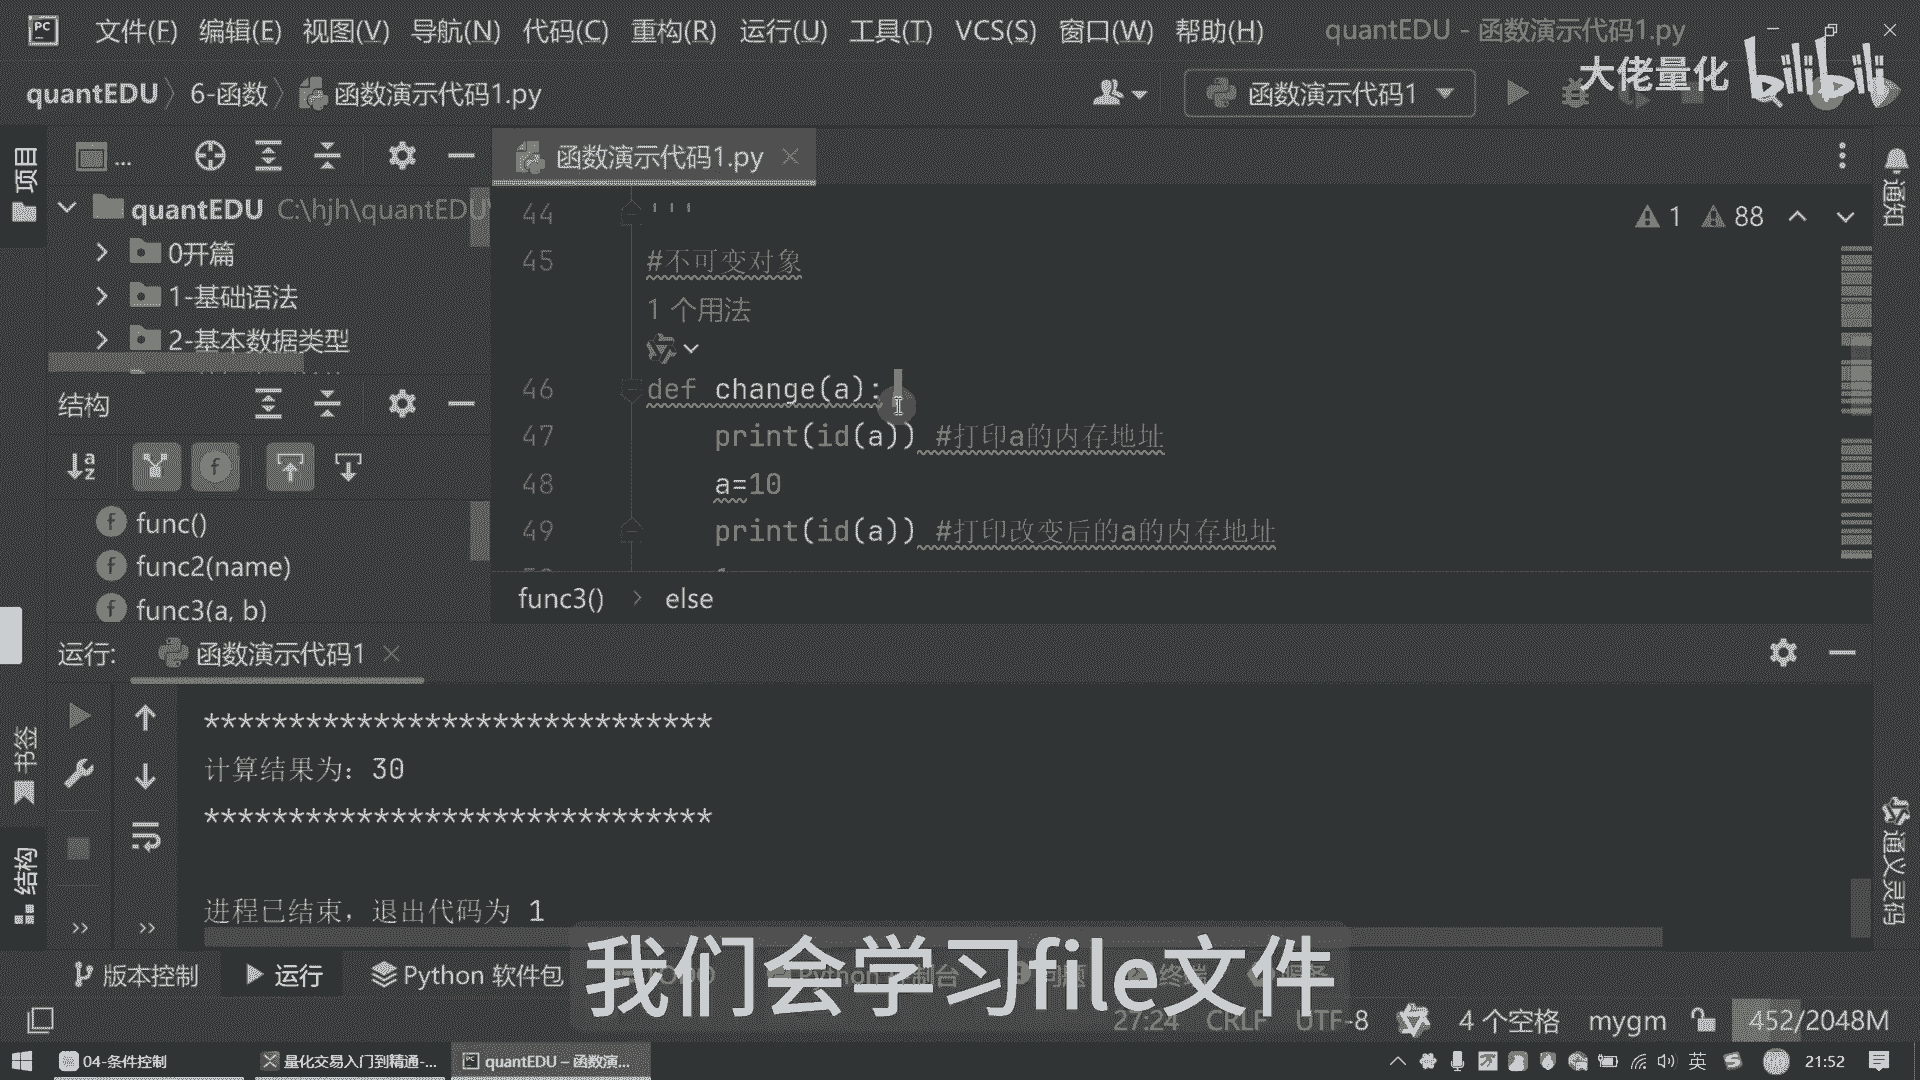 文件(F) 编辑(E) 视图(V) 导航(N) 代码(C) 重构(R) 运行(U) 工具(T) VCS(S) 窗口(W) 帮助(H) quantEDU - 函数演示代码1.py
大佬量化 bilibili
quantEDU 6-函数 函数演示代码1.py 函数演示代码1
项目
...
函数演示代码1.py
通知
quantEDU C:\hjh\quantEDU
0开篇
1-基础语法
2-基本数据类型
44 '''
1 88
45 #不可变对象
1 个用法
46 def change(a):
47 print(id(a)) #打印a的内存地址
48 a=10
49 print(id(a)) #打印改变后的a的内存地址
func3() › else
结构
func()
func2(name)
func3(a, b)
运行: 函数演示代码1
******************************
计算结果为: 30
******************************
进程已结束，退出代码为 1
书签
结构
通义灵码
版本控制 运行 Python 软件包
我们会学习file文件
27:24 CRLF UTF-8 4 个空格 mygm 452/2048M
04-条件控制 量化交易入门到精通-... quantEDU – 函数演... 英 21:52